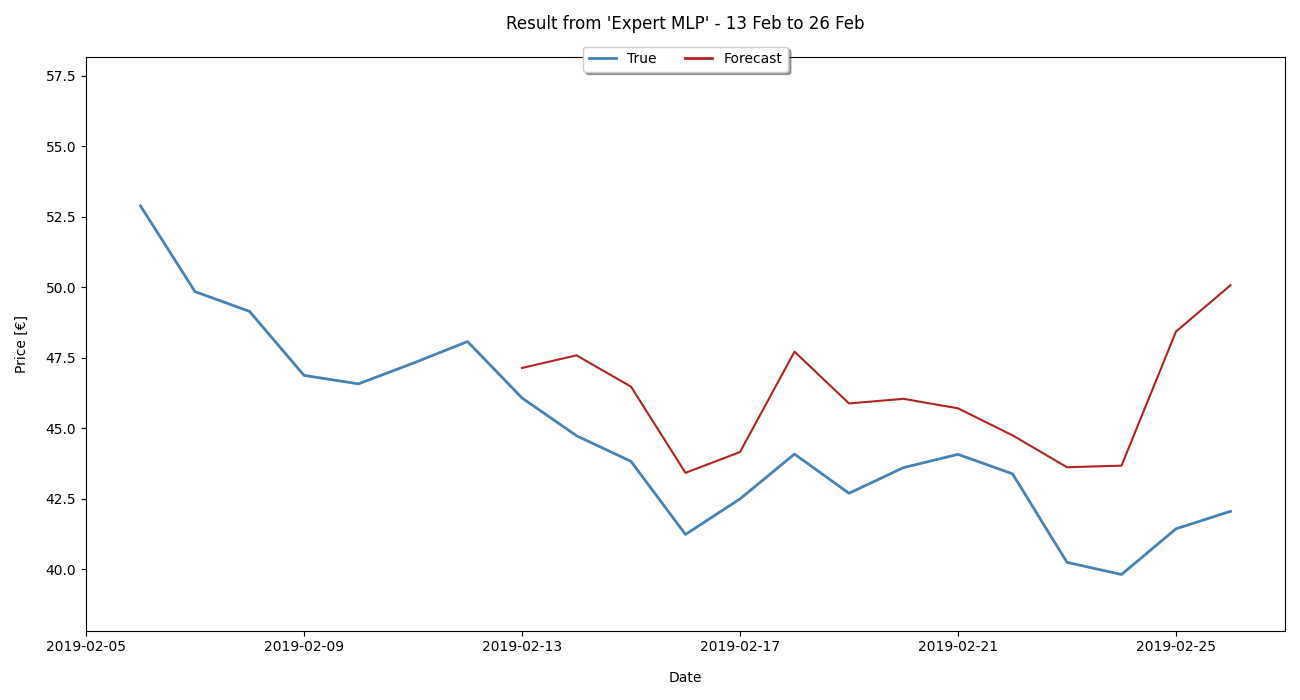 Result from 'Expert MLP' - 13 Feb to 26 Feb
True Forecast
57.5
55.0
52.5
50.0
47.5
45.0
42.5
40.0
Price [€]
2019-02-05 2019-02-09 2019-02-13 2019-02-17 2019-02-21 2019-02-25
Date